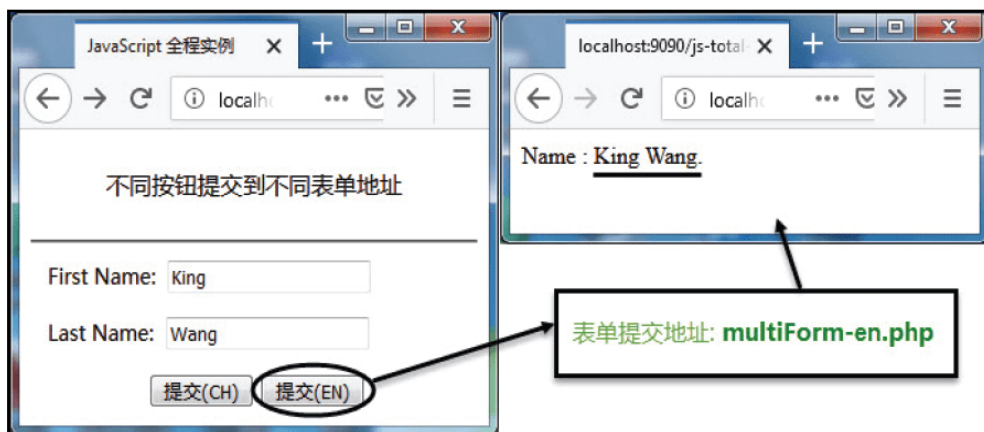 JavaScript 全程实例
localh
不同按钮提交到不同表单地址
First Name: King
Last Name: Wang
提交(CH) 提交(EN)
localhost:9090/js-total-
localh
Name : King Wang.
表单提交地址: multiForm-en.php